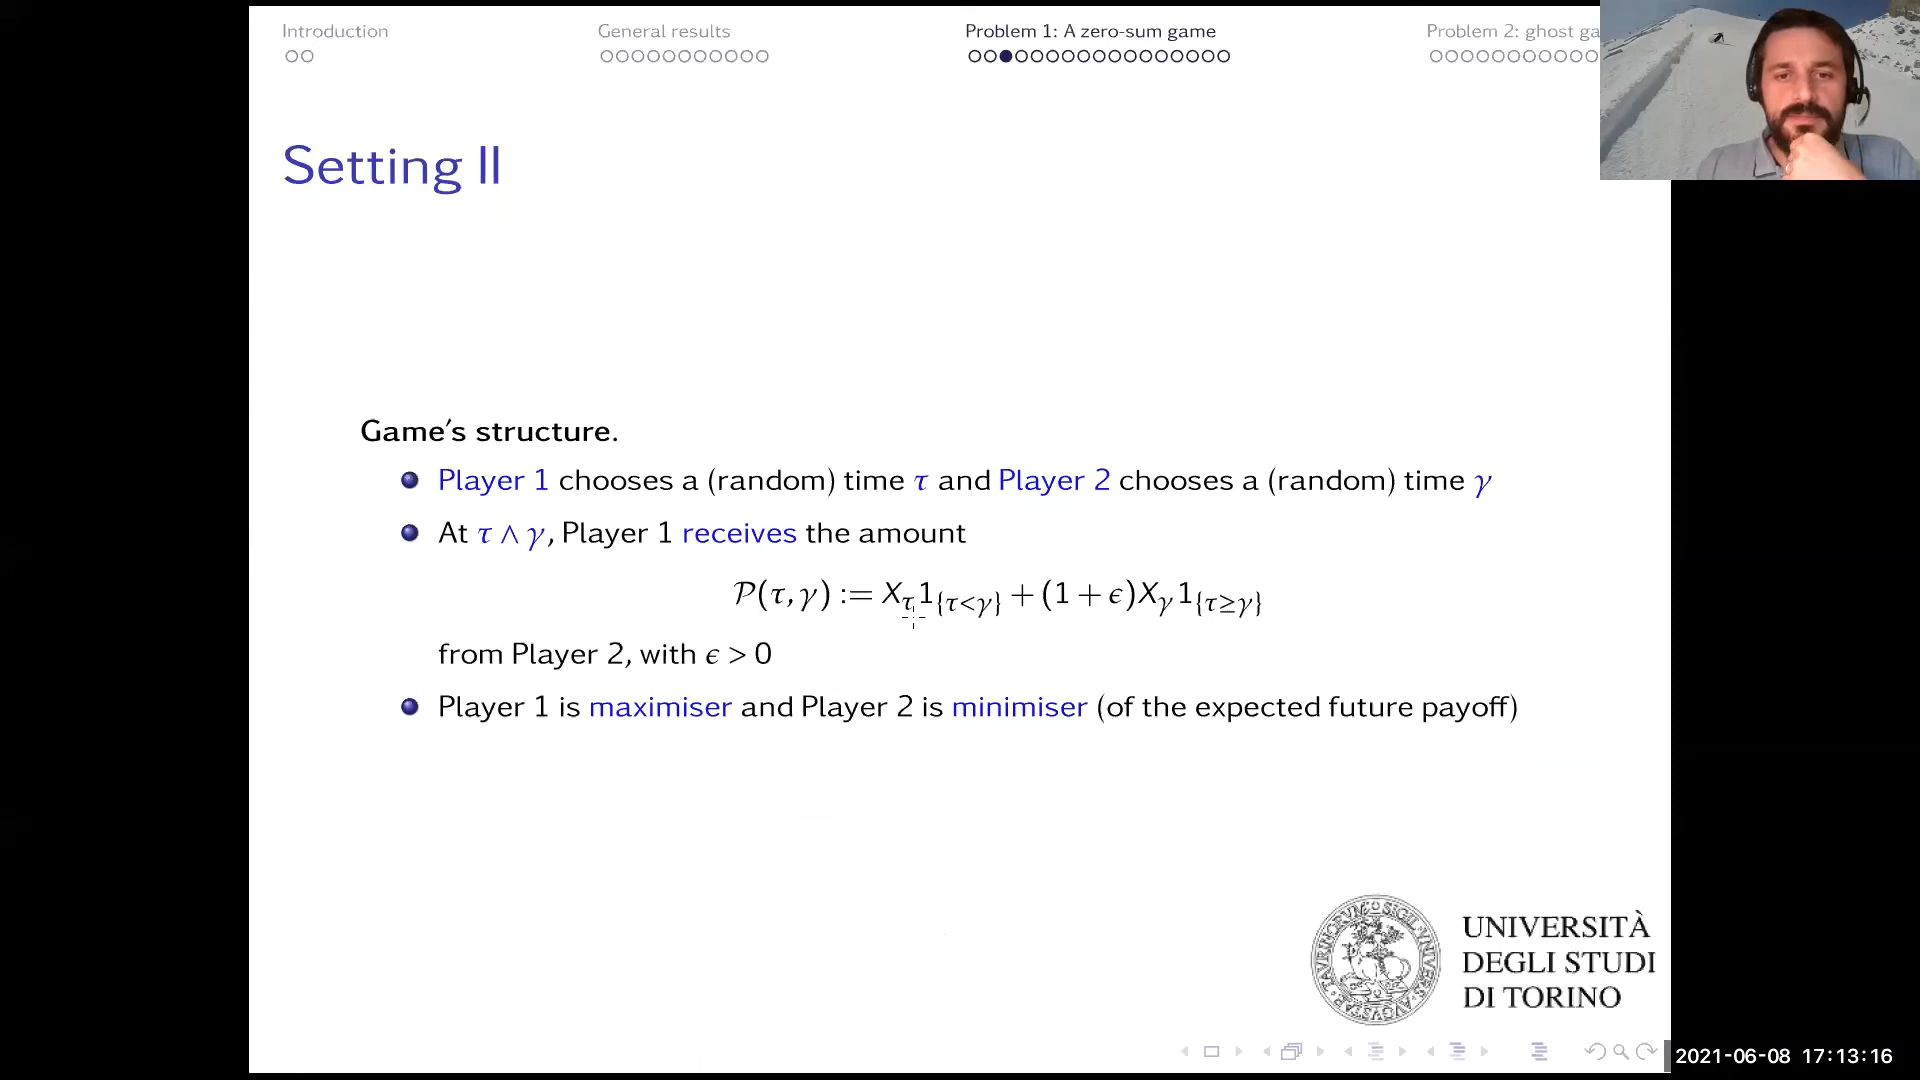 Introduction
General results
Problem 1: A zero-sum game
Problem 2: ghost ga
Setting II
Game's structure.
Player 1 chooses a (random) time τ and Player 2 chooses a (random) time γ
At τ ∧ γ, Player 1 receives the amount
𝒫(τ, γ) := X_τ 1_{τ<γ} + (1 + ϵ)X_γ 1_{τ≥γ}
from Player 2, with ϵ > 0
Player 1 is maximiser and Player 2 is minimiser (of the expected future payoff)
UNIVERSITÀ
DEGLI STUDI
DI TORINO
2021-06-08 17:13:16